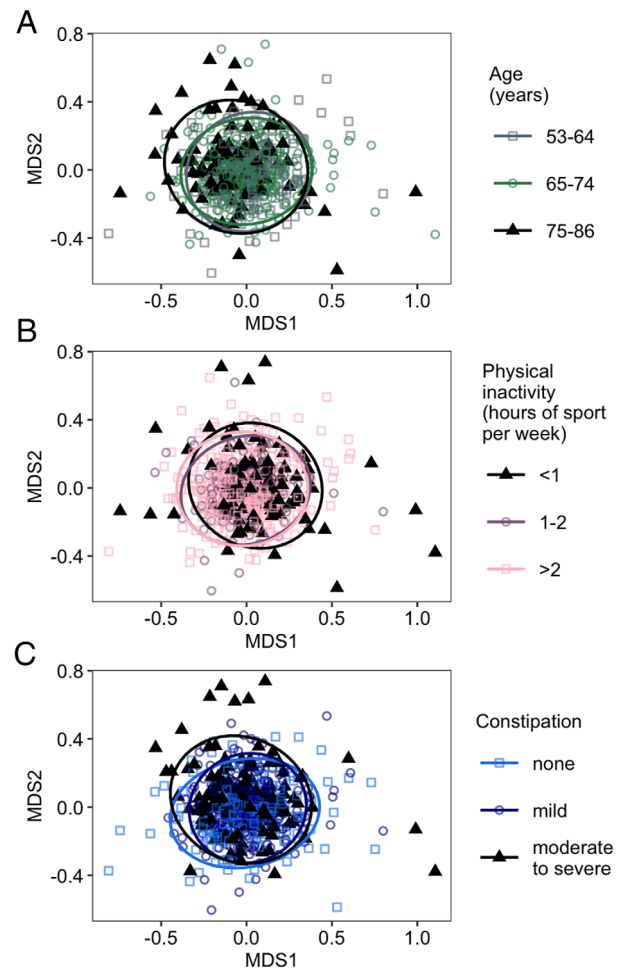 A
0.8
0.4
0.0
-0.4
MDS2
-0.5
0.0
0.5
1.0
MDS1
Age
(years)
53-64
65-74
75-86
B
0.8
0.4
0.0
-0.4
MDS2
-0.5
0.0
0.5
1.0
MDS1
Physical
inactivity
(hours of sport
per week)
<1
1-2
>2
C
0.8
0.4
0.0
-0.4
MDS2
-0.5
0.0
0.5
1.0
MDS1
Constipation
none
mild
moderate
to severe